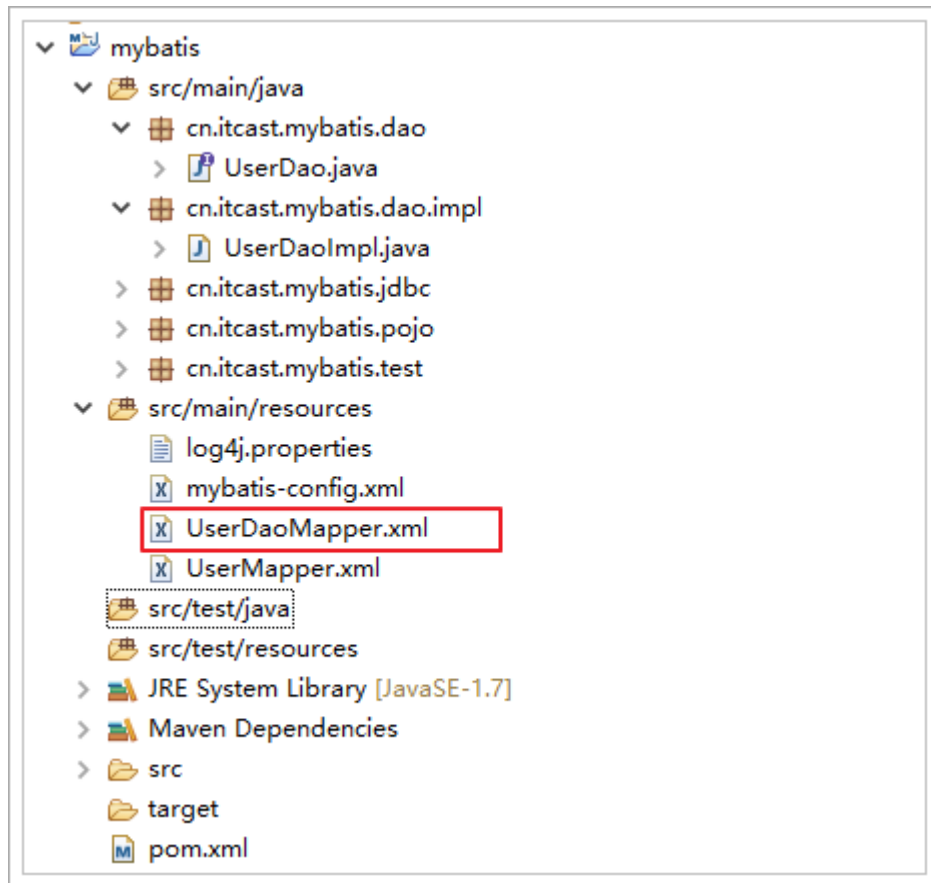 mybatis
src/main/java
cn.itcast.mybatis.dao
UserDao.java
cn.itcast.mybatis.dao.impl
UserDaoImpl.java
cn.itcast.mybatis.jdbc
cn.itcast.mybatis.pojo
cn.itcast.mybatis.test
src/main/resources
log4j.properties
mybatis-config.xml
UserDaoMapper.xml
UserMapper.xml
src/test/java
src/test/resources
JRE System Library [JavaSE-1.7]
Maven Dependencies
src
target
pom.xml